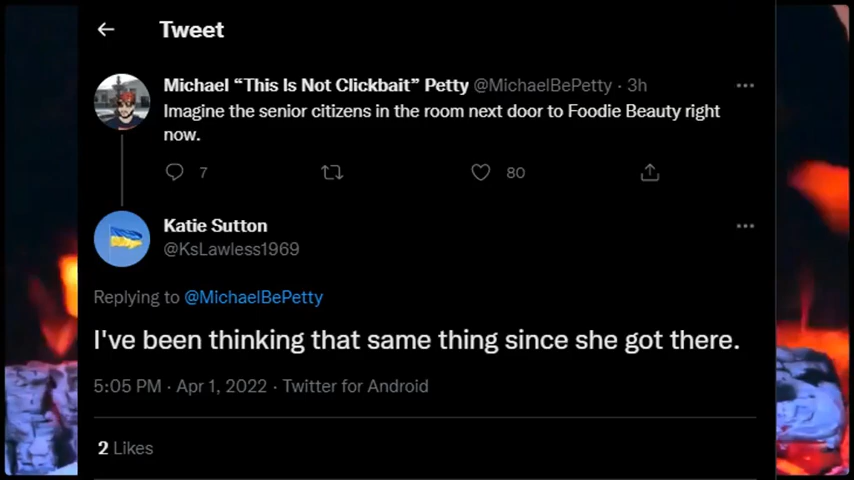 Tweet
Michael “This Is Not Clickbait” Petty @MichaelBePetty · 3h
Imagine the senior citizens in the room next door to Foodie Beauty right
now.
7 80
Katie Sutton
@KsLawless1969
Replying to @MichaelBePetty
I've been thinking that same thing since she got there.
5:05 PM · Apr 1, 2022 · Twitter for Android
2 Likes